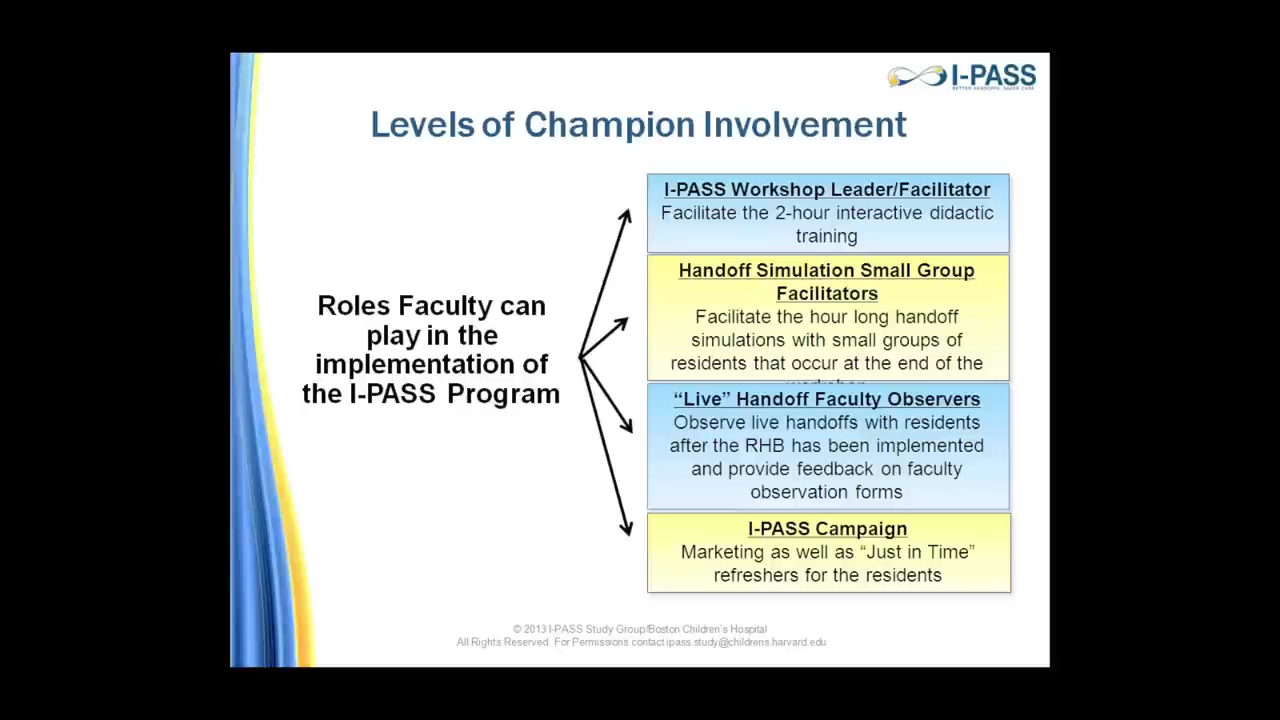 I-PASS
BETTER HANDOFFS. SAFER CARE.
Levels of Champion Involvement
Roles Faculty can
play in the
implementation of
the I-PASS Program
I-PASS Workshop Leader/Facilitator
Facilitate the 2-hour interactive didactic
training
Handoff Simulation Small Group
Facilitators
Facilitate the hour long handoff
simulations with small groups of
residents that occur at the end of the
“Live” Handoff Faculty Observers
Observe live handoffs with residents
after the RHB has been implemented
and provide feedback on faculty
observation forms
I-PASS Campaign
Marketing as well as “Just in Time”
refreshers for the residents
© 2013 I-PASS Study Group/Boston Children's Hospital
All Rights Reserved. For Permissions contact ipass.study@childrens.harvard.edu